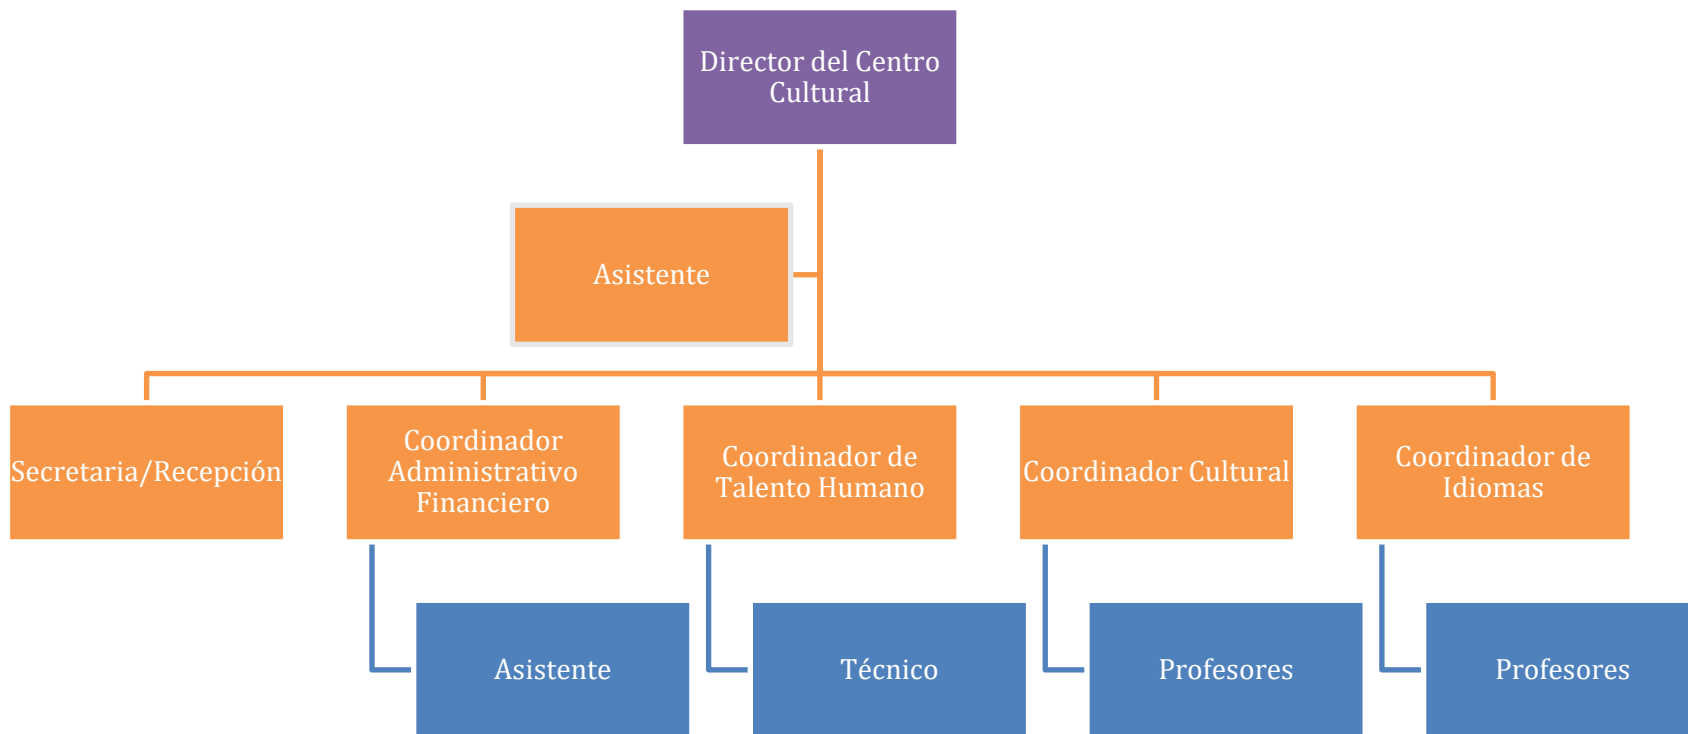 Director del Centro
Cultural
Asistente
Secretaria/Recepción
Coordinador
Administrativo
Financiero
Coordinador de
Talento Humano
Coordinador Cultural
Coordinador de
Idiomas
Asistente
Técnico
Profesores
Profesores